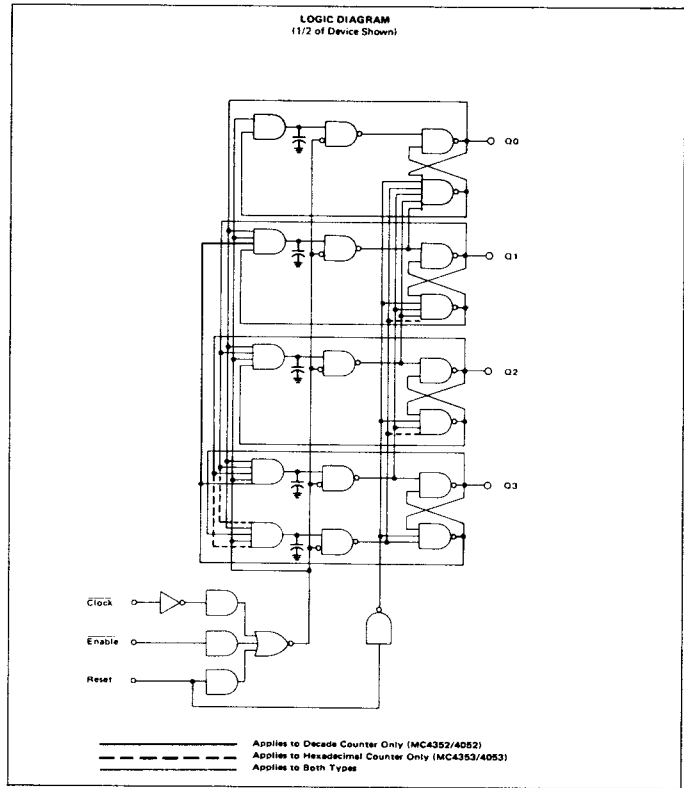 LOGIC DIAGRAM
(1/2 of Device Shown)
Q0
Q1
Q2
Q3
Clock
Enable
Reset
Applies to Decade Counter Only (MC4352/4052)
Applies to Hexadecimal Counter Only (MC4353/4053)
Applies to Both Types